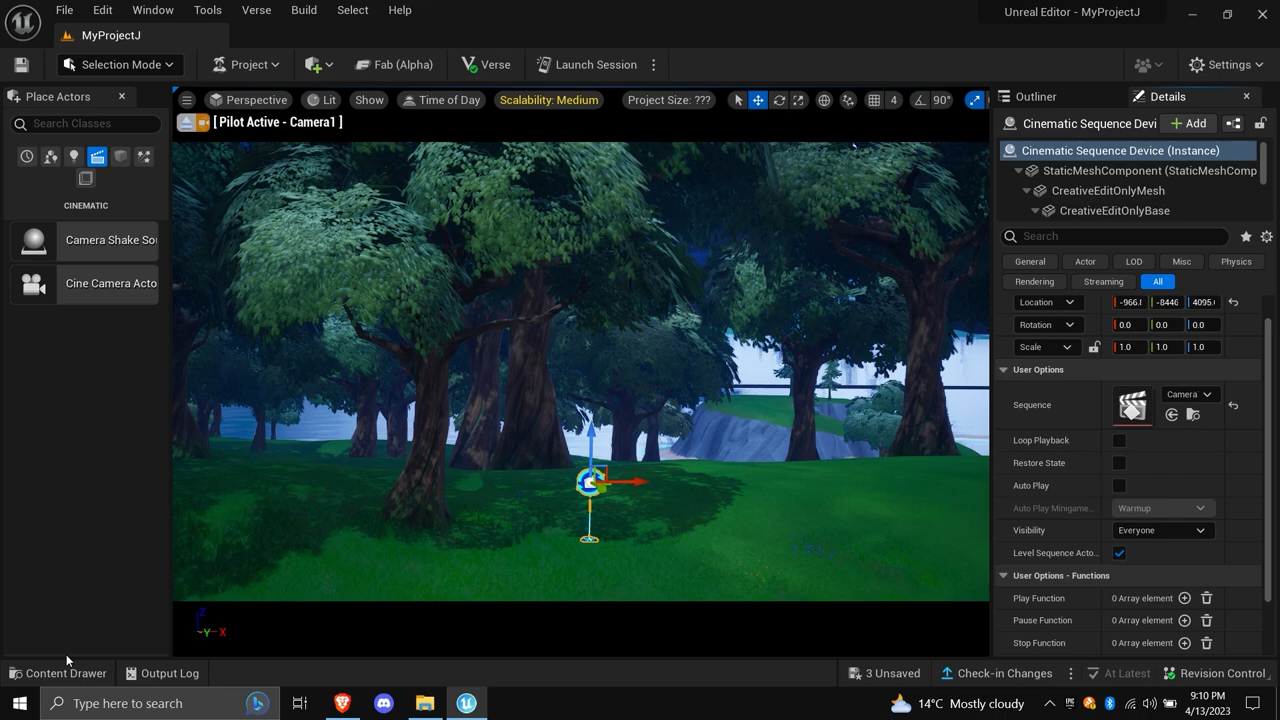 File Edit Window Tools Verse Build Select Help
Unreal Editor - MyProjectJ
MyProjectJ
Selection Mode Project Fab (Alpha) Verse Launch Session Settings
Place Actors
Search Classes
CINEMATIC
Camera Shake Sou
Cine Camera Acto
Perspective Lit Show Time of Day Scalability: Medium Project Size: ??? 4 90°
[ Pilot Active - Camera1 ]
Z
Y X
Outliner Details
Cinematic Sequence Devi Add
Cinematic Sequence Device (Instance)
StaticMeshComponent (StaticMeshComp
CreativeEditOnlyMesh
CreativeEditOnlyBase
Search
General Actor LOD Misc Physics
Rendering Streaming All
Location -966. -8446 4095.
Rotation 0.0 0.0 0.0
Scale 1.0 1.0 1.0
User Options
Sequence Camera
Loop Playback
Restore State
Auto Play
Auto Play Minigame... Warmup
Visibility Everyone
Level Sequence Acto...
User Options - Functions
Play Function 0 Array element
Pause Function 0 Array element
Stop Function 0 Array element
Content Drawer Output Log 3 Unsaved Check-in Changes At Latest Revision Control
Type here to search 14°C Mostly cloudy 9:10 PM
4/13/2023